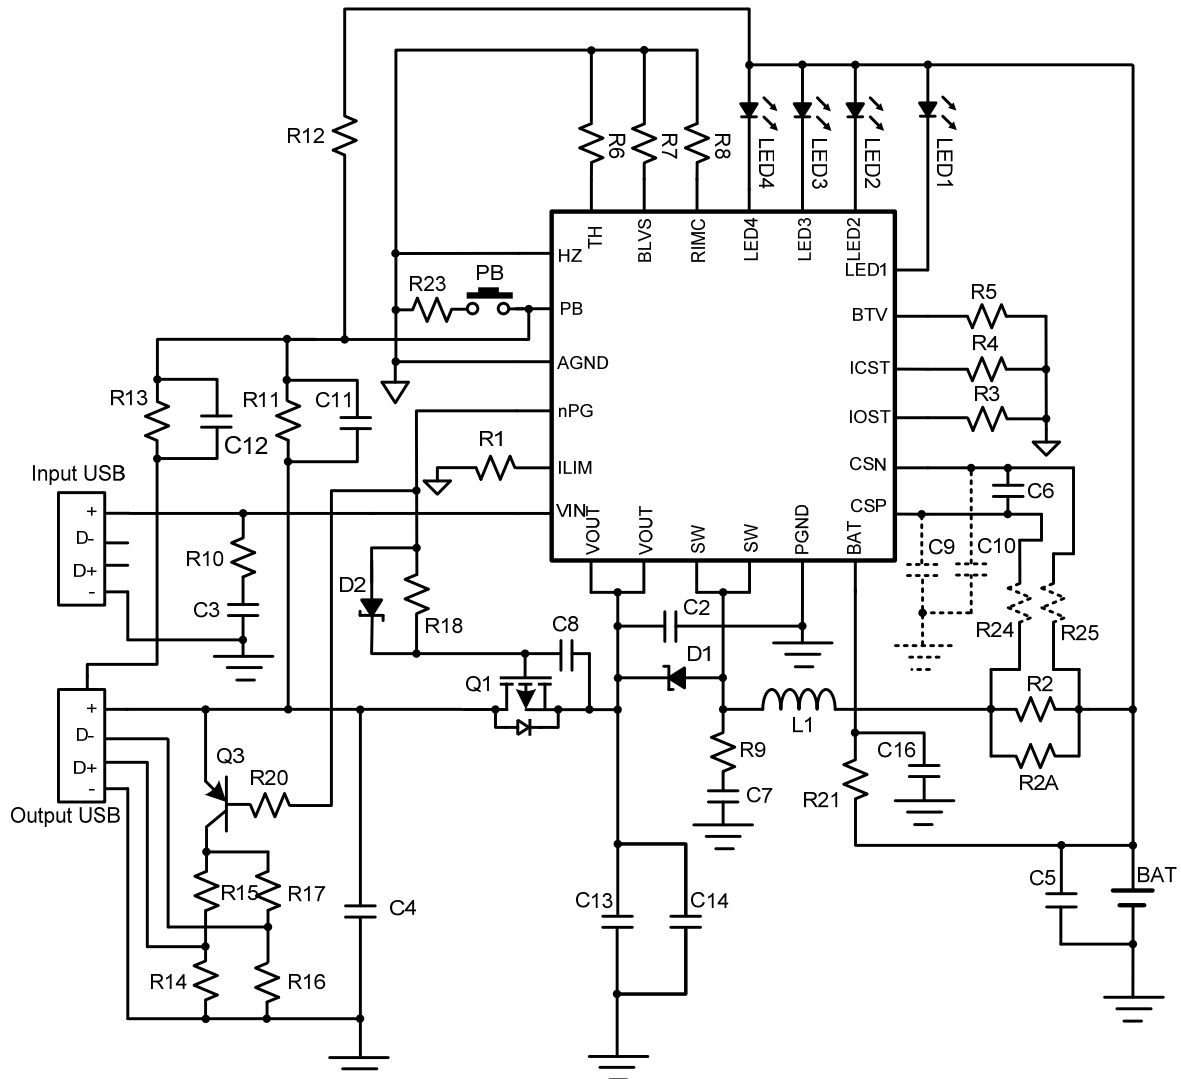 R12
R6
R7
R8
LED4
LED3
LED2
LED1
TH
BLVS
RIMC
LED4
LED3
LED2
HZ
LED1
R23
PB
PB
BTV
R5
AGND
ICST
R4
R13
C12
R11
C11
nPG
IOST
R3
R1
ILIM
CSN
C6
Input USB
+
D-
D+
-
VIN
CSP
VOUT
VOUT
SW
SW
PGND
BAT
C9
C10
R10
C3
D2
R18
C8
C2
R24
R25
D1
Q1
L1
R2
R2A
Output USB
+
D-
D+
-
Q3
R20
R9
C7
C16
R21
R15
R17
C4
C13
C14
C5
BAT
R14
R16